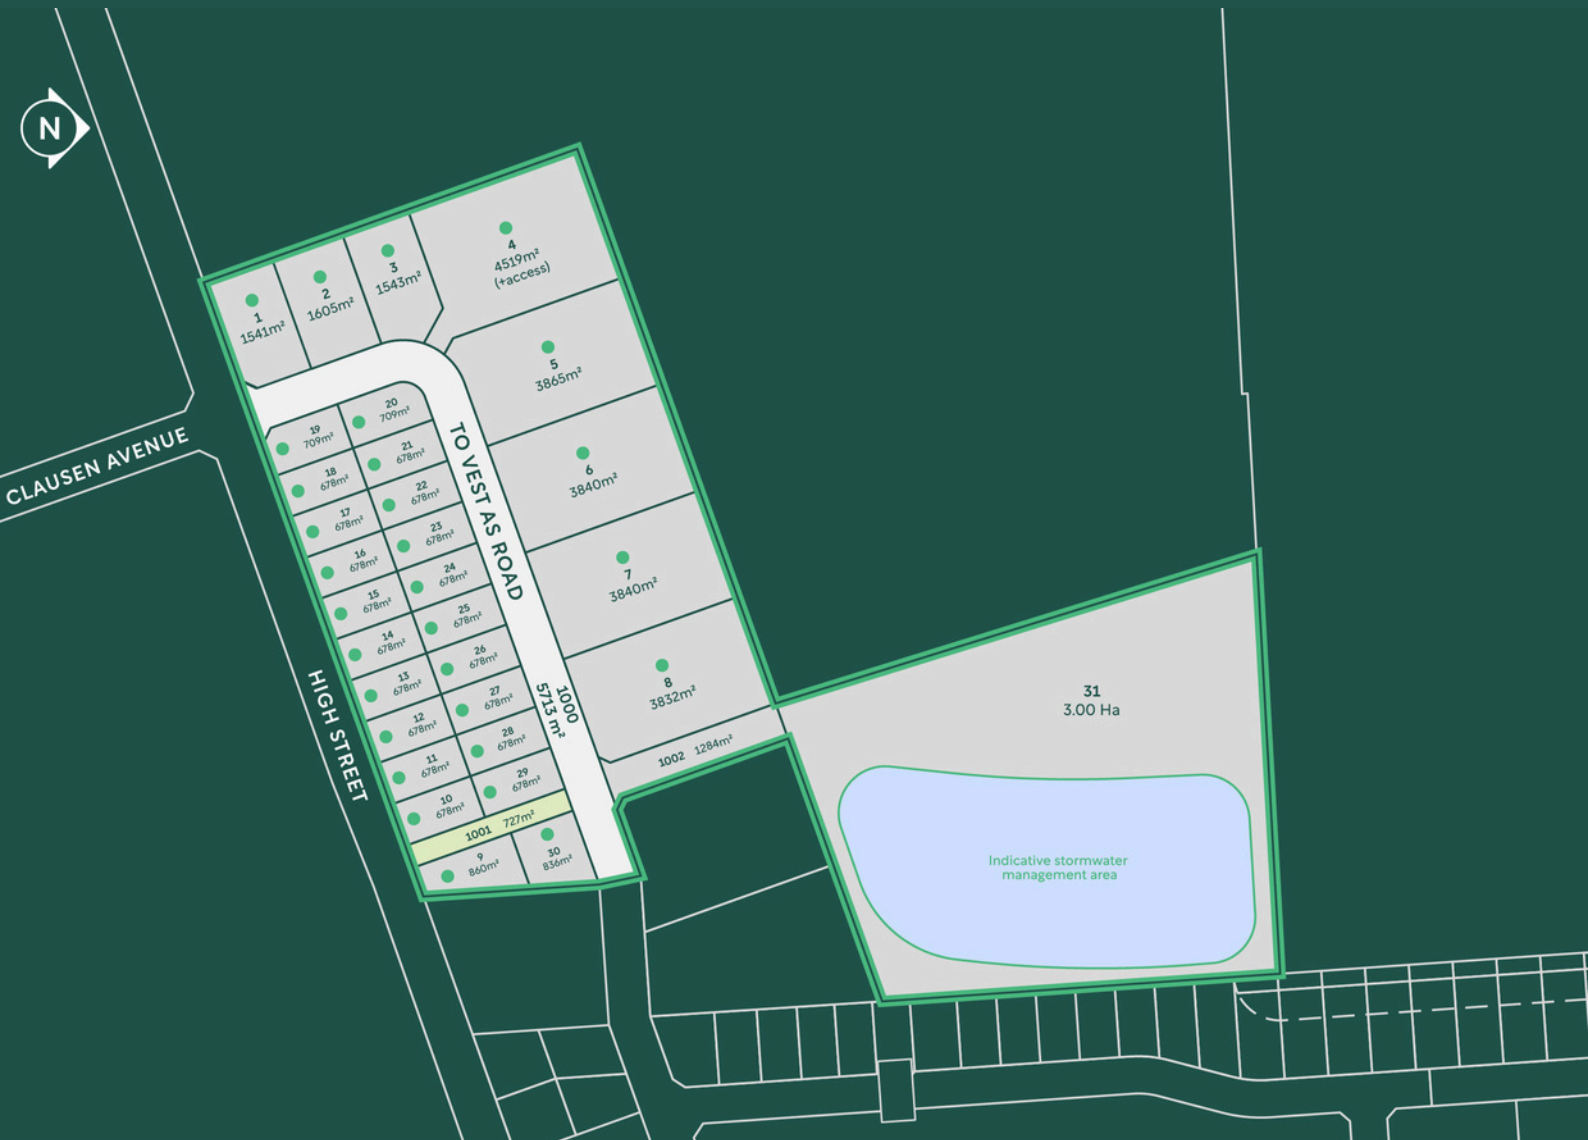 N
CLAUSEN AVENUE
HIGH STREET
TO VEST AS ROAD
1000
5713 m²
1
1541m²
2
1605m²
3
1543m²
4
4519m²
(+access)
5
3865m²
6
3840m²
7
3840m²
8
3832m²
1002 1284m²
19
709m²
20
709m²
18
678m²
21
678m²
17
678m²
22
678m²
16
678m²
23
678m²
15
678m²
24
678m²
14
678m²
25
678m²
13
678m²
26
678m²
12
678m²
27
678m²
11
678m²
28
678m²
10
678m²
29
678m²
1001 727m²
9
860m²
30
836m²
31
3.00 Ha
Indicative stormwater
management area